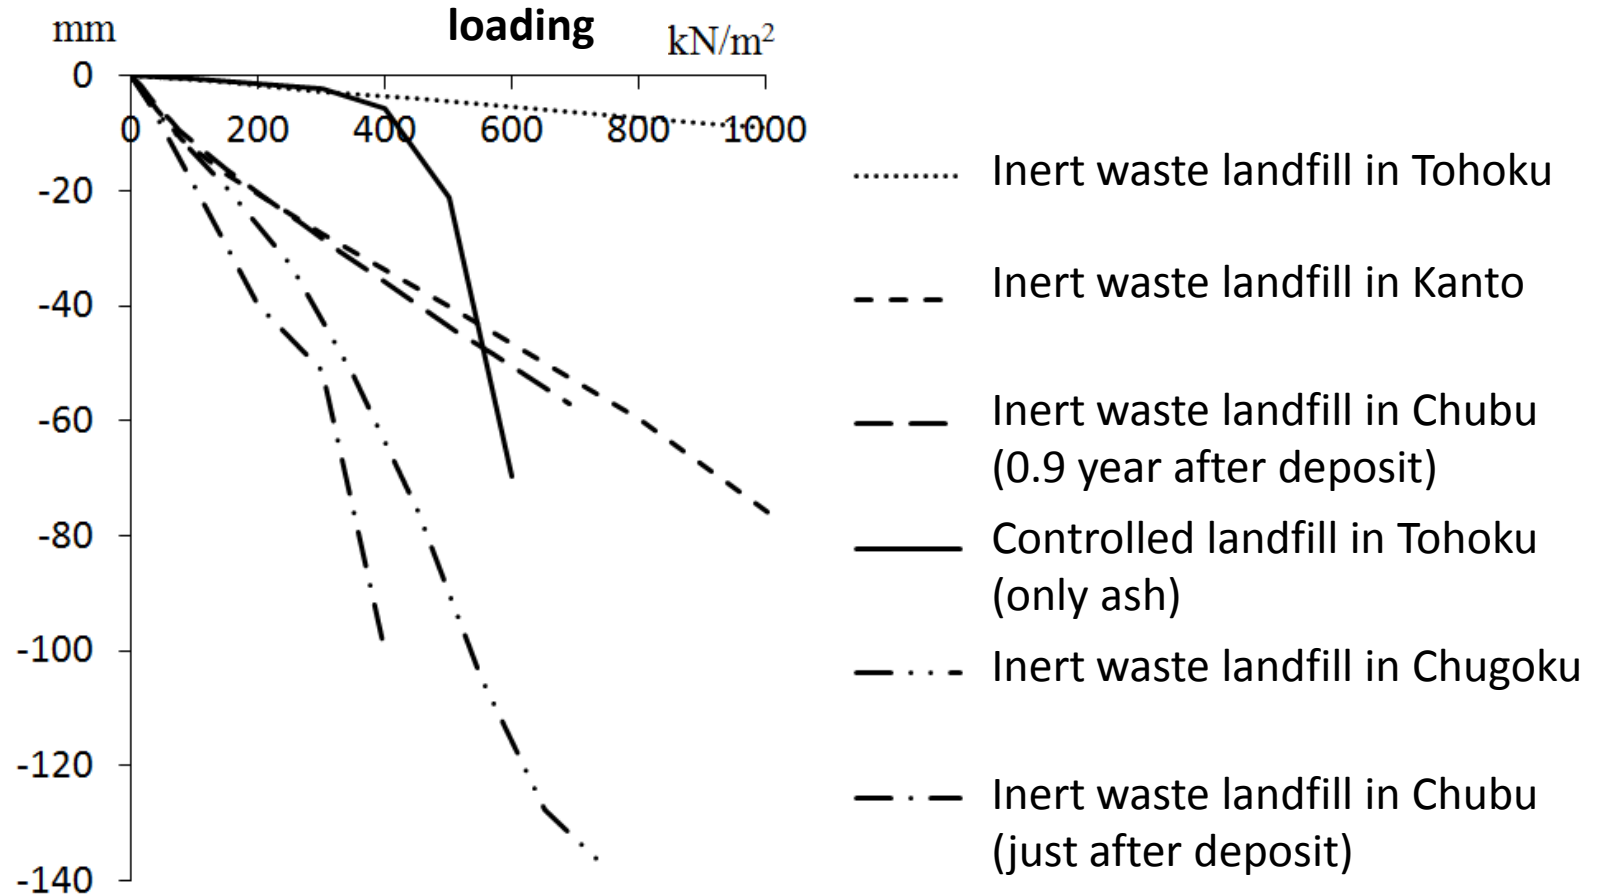 loading
mm
kN/m²
0
0 200 400 600 800 1000
-20
-40
-60
-80
-100
-120
-140
Inert waste landfill in Tohoku
Inert waste landfill in Kanto
Inert waste landfill in Chubu
(0.9 year after deposit)
Controlled landfill in Tohoku
(only ash)
Inert waste landfill in Chugoku
Inert waste landfill in Chubu
(just after deposit)